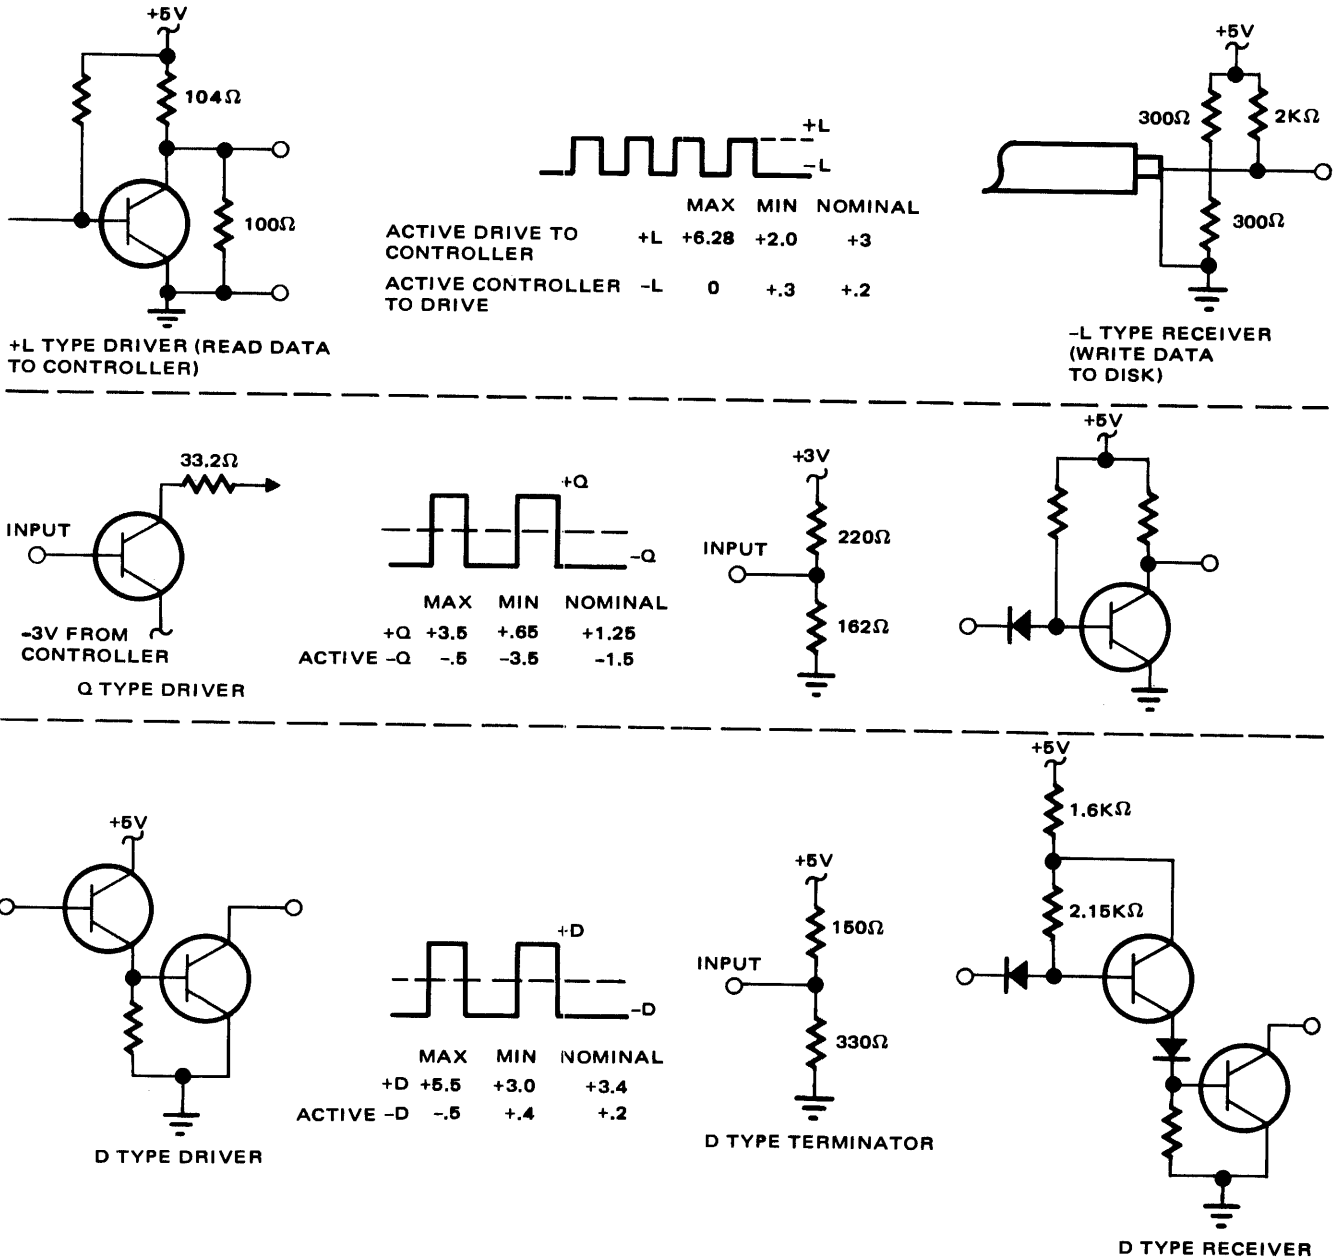 +5V
104Ω
100Ω
+L TYPE DRIVER (READ DATA
TO CONTROLLER)
+L
-L
MAX MIN NOMINAL
ACTIVE DRIVE TO
CONTROLLER +L +6.28 +2.0 +3
ACTIVE CONTROLLER
TO DRIVE -L 0 +.3 +.2
+5V
300Ω
2KΩ
300Ω
-L TYPE RECEIVER
(WRITE DATA
TO DISK)
33.2Ω
INPUT
-3V FROM
CONTROLLER
Q TYPE DRIVER
+Q
-Q
MAX MIN NOMINAL
+Q +3.5 +.65 +1.25
ACTIVE -Q -.5 -3.5 -1.5
+3V
220Ω
INPUT
162Ω
+5V
+5V
D TYPE DRIVER
+D
-D
MAX MIN NOMINAL
+D +5.5 +3.0 +3.4
ACTIVE -D -.5 +.4 +.2
+5V
150Ω
INPUT
330Ω
D TYPE TERMINATOR
+5V
1.6KΩ
2.15KΩ
D TYPE RECEIVER